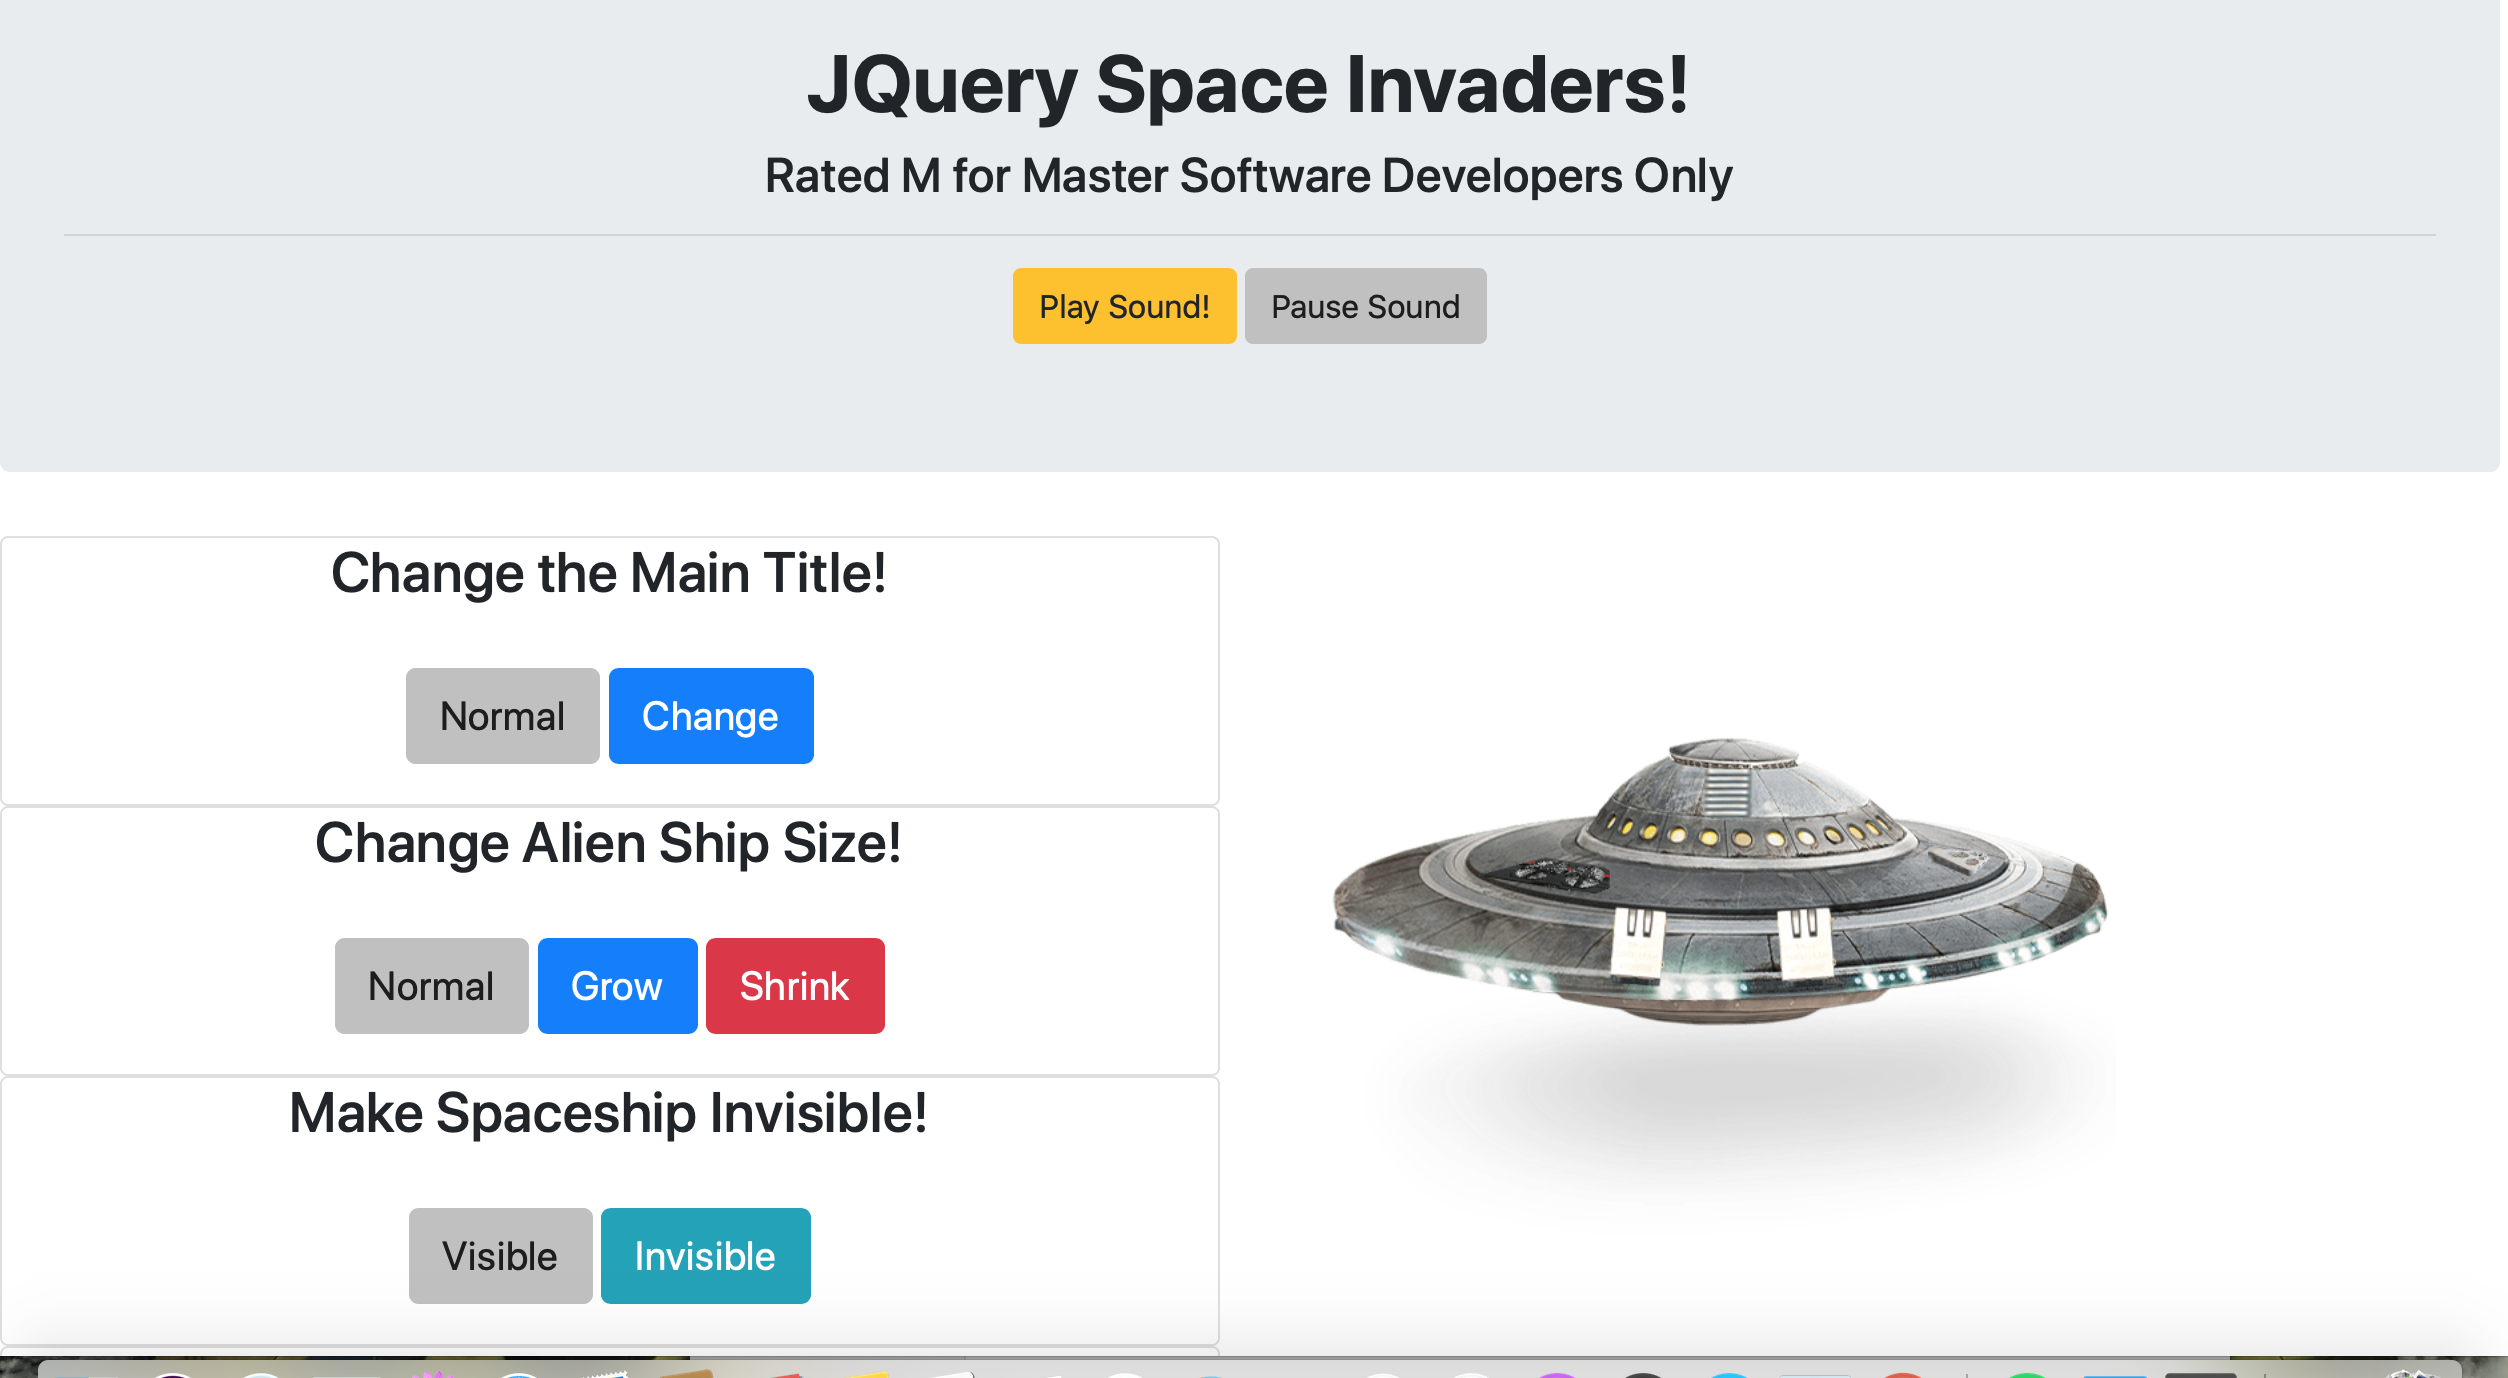 JQuery Space Invaders!
Rated M for Master Software Developers Only
Play Sound! Pause Sound
Change the Main Title!
Normal Change
Change Alien Ship Size!
Normal Grow Shrink
Make Spaceship Invisible!
Visible Invisible